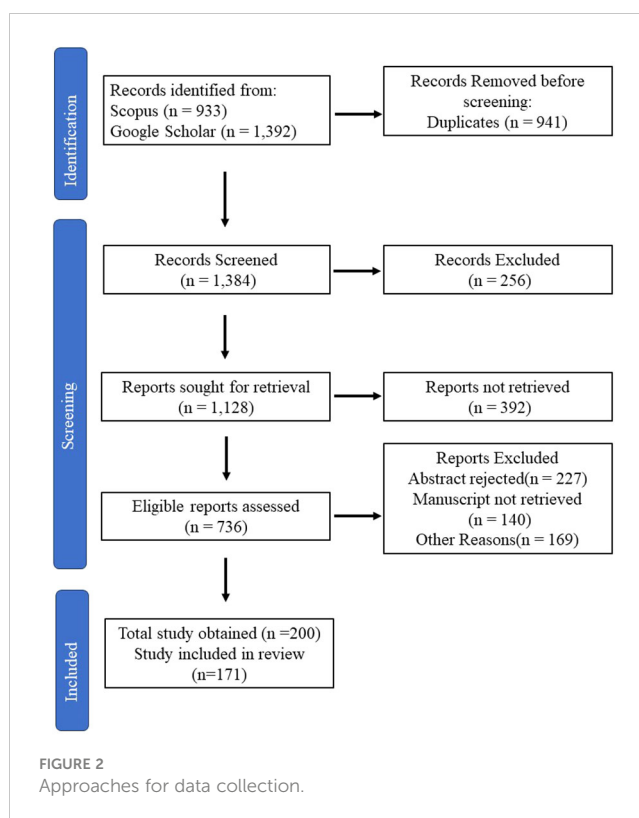 Identification
Records identified from:
Scopus (n = 933)
Google Scholar (n = 1,392)
Records Removed before
screening:
Duplicates (n = 941)
Screening
Records Screened
(n = 1,384)
Records Excluded
(n = 256)
Reports sought for retrieval
(n = 1,128)
Reports not retrieved
(n = 392)
Eligible reports assessed
(n = 736)
Reports Excluded
Abstract rejected(n = 227)
Manuscript not retrieved
(n = 140)
Other Reasons(n = 169)
Included
Total study obtained (n =200)
Study included in review
(n=171)
FIGURE 2
Approaches for data collection.